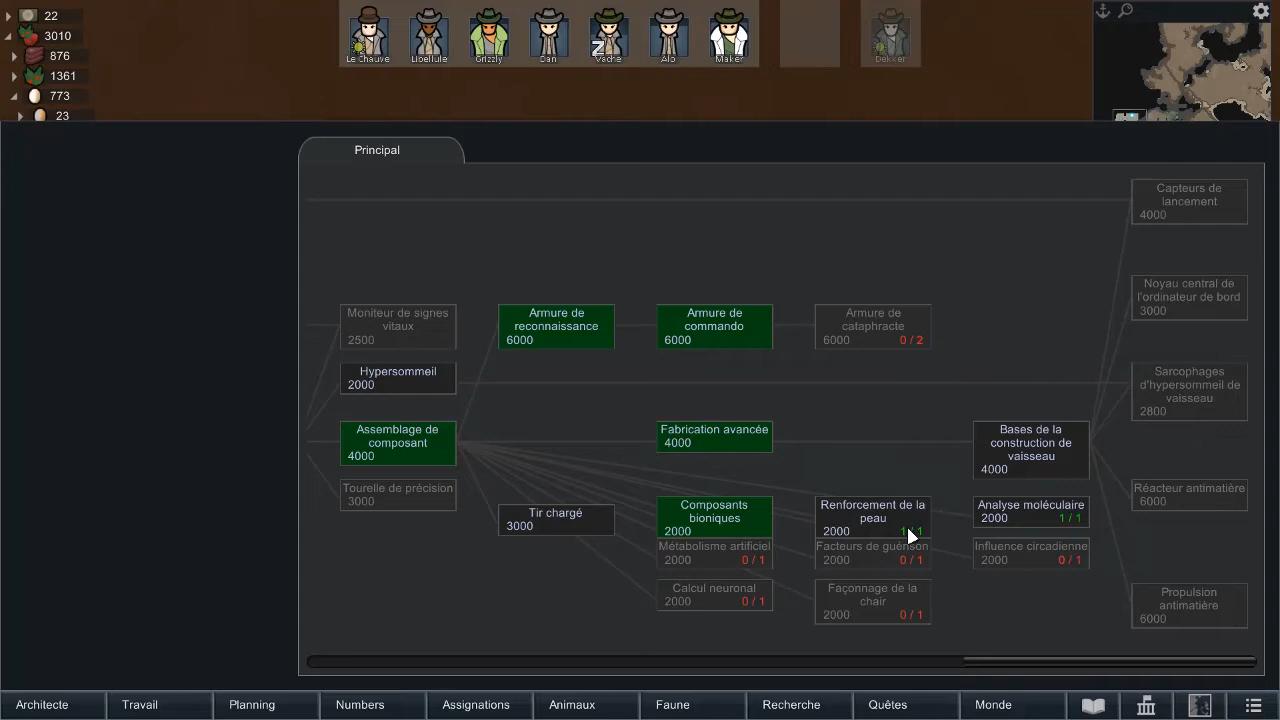 22
3010
876
1361
773
23
Le Chauve
Libellule
Grizzly
Dan
Vache
Alo
Maker
Dekker
Z
Principal
Capteurs de
lancement
4000
Noyau central de
l'ordinateur de bord
3000
Moniteur de signes
vitaux
2500
Armure de
reconnaissance
6000
Armure de
commando
6000
Armure de
cataphracte
6000 0 / 2
Hypersommeil
2000
Sarcophages
d'hypersommeil de
vaisseau
2800
Assemblage de
composant
4000
Fabrication avancée
4000
Bases de la
construction de
vaisseau
4000
Tourelle de précision
3000
Réacteur antimatière
6000
Tir chargé
3000
Composants
bioniques
2000
Renforcement de la
peau
2000 1 / 1
Analyse moléculaire
2000 1 / 1
Métabolisme artificiel
2000 0 / 1
Facteurs de guérison
2000 0 / 1
Influence circadienne
2000 0 / 1
Calcul neuronal
2000 0 / 1
Façonnage de la
chair
2000 0 / 1
Propulsion
antimatière
6000
Architecte
Travail
Planning
Numbers
Assignations
Animaux
Faune
Recherche
Quêtes
Monde